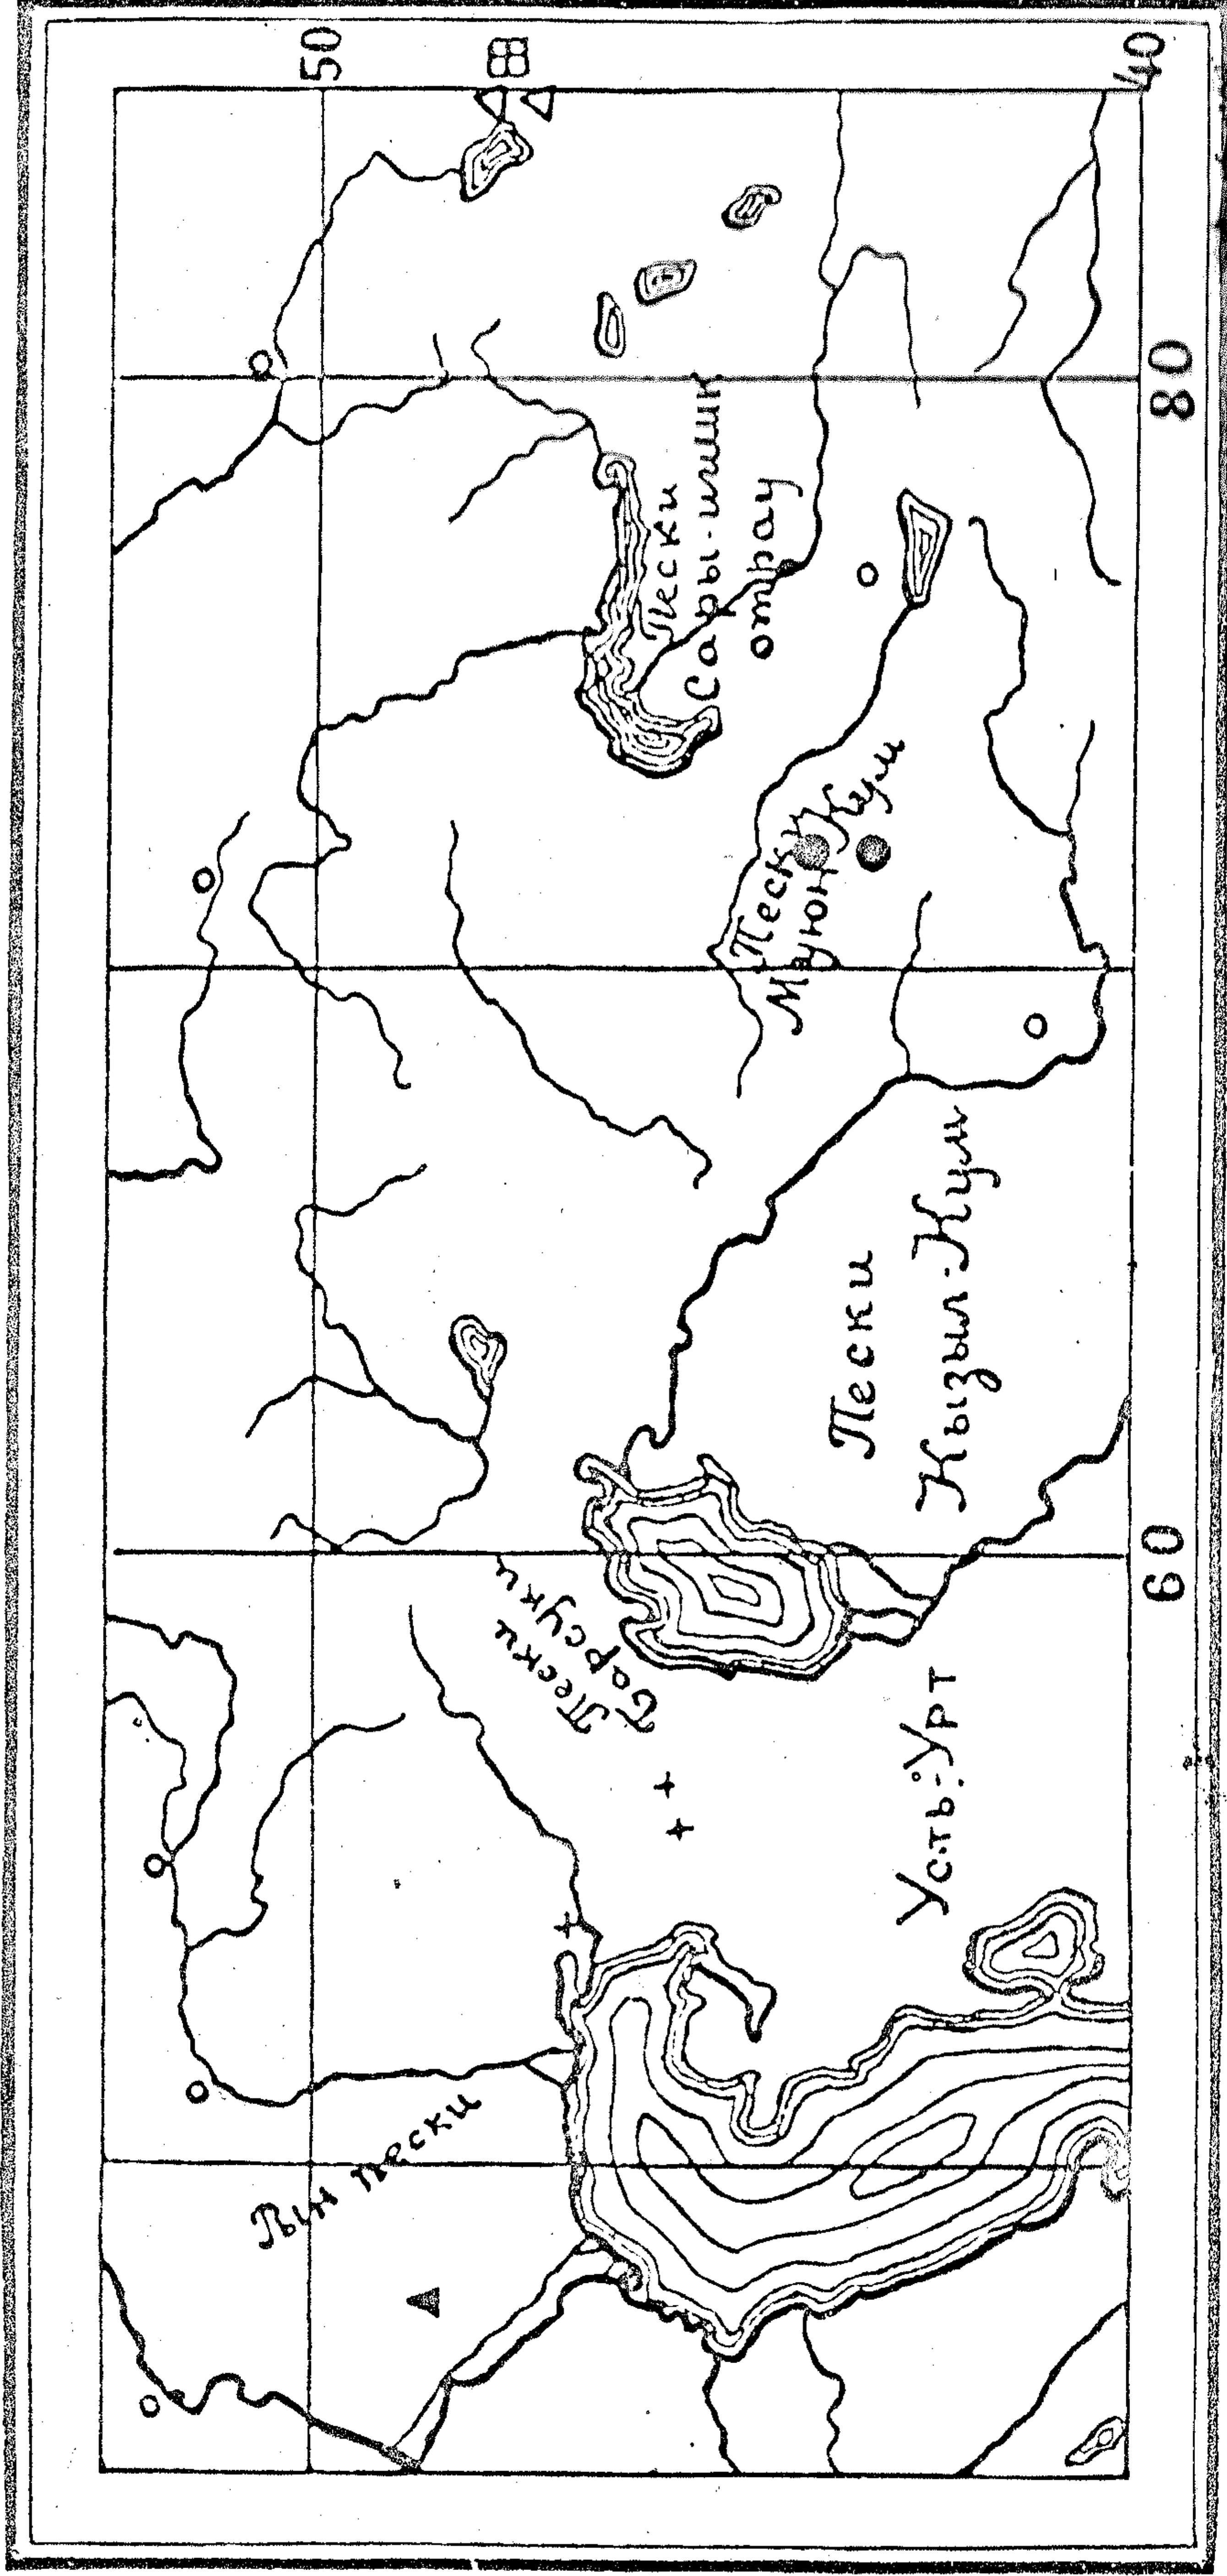 50
40
80
60
Пески
Сары-ишик
отрау
Пески
Муюн Кум
Пески
Кызыл-Кум
Пески
Барсуки
Усть-Урт
Рын пески